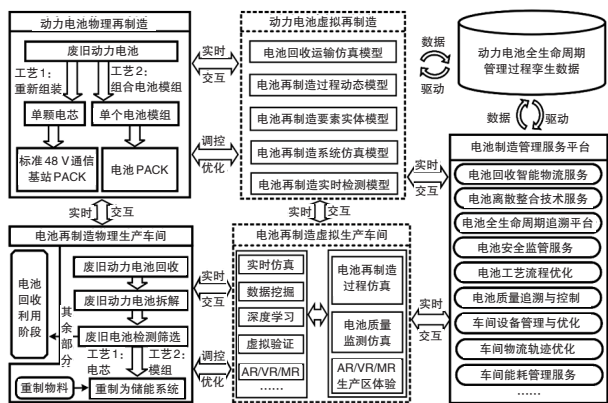 动力电池物理再制造
废旧动力电池
工艺1：
重新组装
工艺2：
组合电池模组
单颗电芯
单个电池模组
标准48 V通信
基站PACK
电池PACK
实时
交互
调控
优化
动力电池虚拟再制造
电池回收运输仿真模型
电池再制造过程动态模型
电池再制造要素实体模型
电池再制造系统仿真模型
电池再制造实时检测模型
数据
驱动
动力电池全生命周期
管理过程孪生数据
数据
驱动
实时
交互
电池制造管理服务平台
电池回收智能物流服务
电池离散整合技术服务
电池全生命周期追溯平台
电池安全监管服务
电池工艺流程优化
电池质量追溯与控制
车间设备管理与优化
车间物流轨迹优化
车间能耗管理服务
实时
交互
实时
交互
电池再制造物理生产车间
电池
回收
利用
阶段
其余部分
废旧动力电池回收
废旧动力电池拆解
废旧电池检测筛选
工艺1：
电芯
工艺2：
模组
重制物料
重制为储能系统
实时
交互
调控
优化
电池再制造虚拟生产车间
实时仿真
数据挖掘
深度学习
虚拟验证
AR/VR/MR
……
电池再制造
过程仿真
电池质量
监测仿真
AR/VR/MR
生产区体验
……
实时
交互